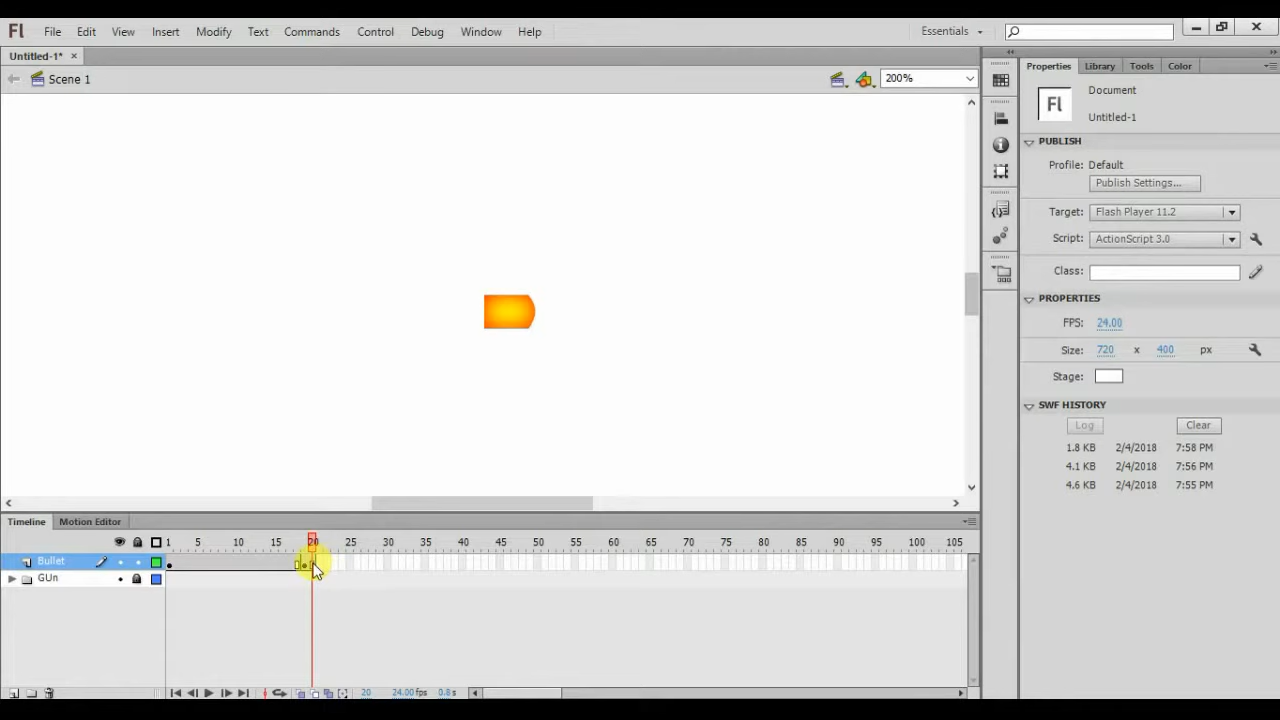 Fl File Edit View Insert Modify Text Commands Control Debug Window Help Essentials
Untitled-1* ×
Scene 1 200%
Properties Library Tools Color
Fl Document
Untitled-1
PUBLISH
Profile: Default
Publish Settings...
Target: Flash Player 11.2
Script: ActionScript 3.0
Class:
PROPERTIES
FPS: 24.00
Size: 720 x 400 px
Stage:
SWF HISTORY
Log Clear
1.8 KB 2/4/2018 7:58 PM
4.1 KB 2/4/2018 7:56 PM
4.6 KB 2/4/2018 7:55 PM
Timeline Motion Editor
1 5 10 15 20 25 30 35 40 45 50 55 60 65 70 75 80 85 90 95 100 105
Bullet
GUn
20 24.00 fps 0.8 s